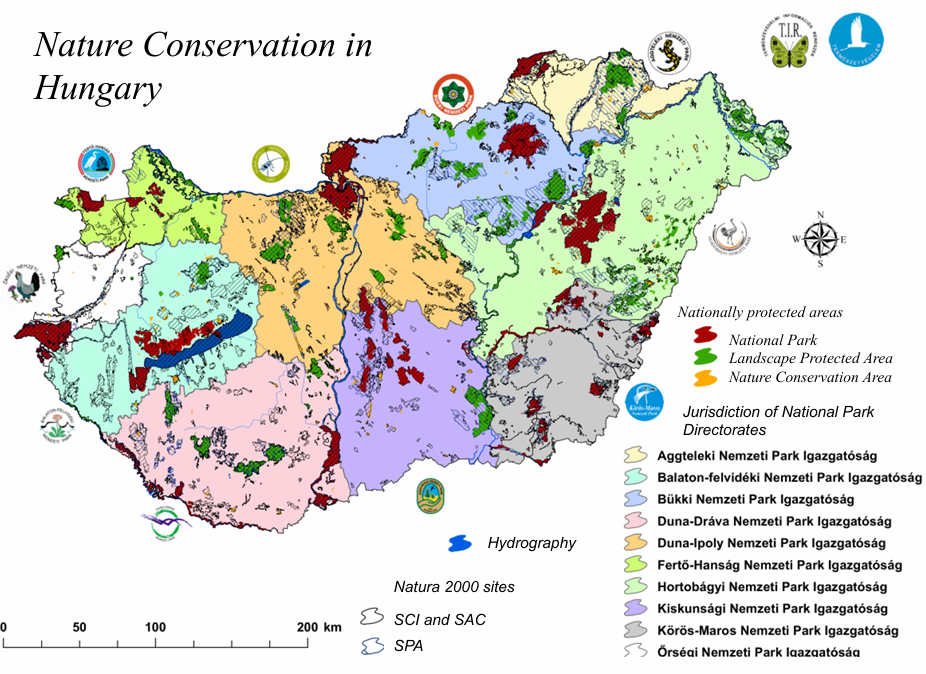 Nature Conservation in
Hungary
T.I.R.
TERMÉSZETVÉDELEM
AGGTELEKI NEMZETI PARK
N
W E
S
Nationally protected areas
National Park
Landscape Protected Area
Nature Conservation Area
Körös-Maros
Nemzeti Park
Jurisdiction of National Park
Directorates
Aggteleki Nemzeti Park Igazgatóság
Balaton-felvidéki Nemzeti Park Igazgatóság
Bükki Nemzeti Park Igazgatóság
Duna-Dráva Nemzeti Park Igazgatóság
Duna-Ipoly Nemzeti Park Igazgatóság
Fertő-Hanság Nemzeti Park Igazgatóság
Hortobágyi Nemzeti Park Igazgatóság
Kiskunsági Nemzeti Park Igazgatóság
Körös-Maros Nemzeti Park Igazgatóság
Őrségi Nemzeti Park Igazgatóság
Hydrography
Natura 2000 sites
SCI and SAC
SPA
0 50 100 200 km